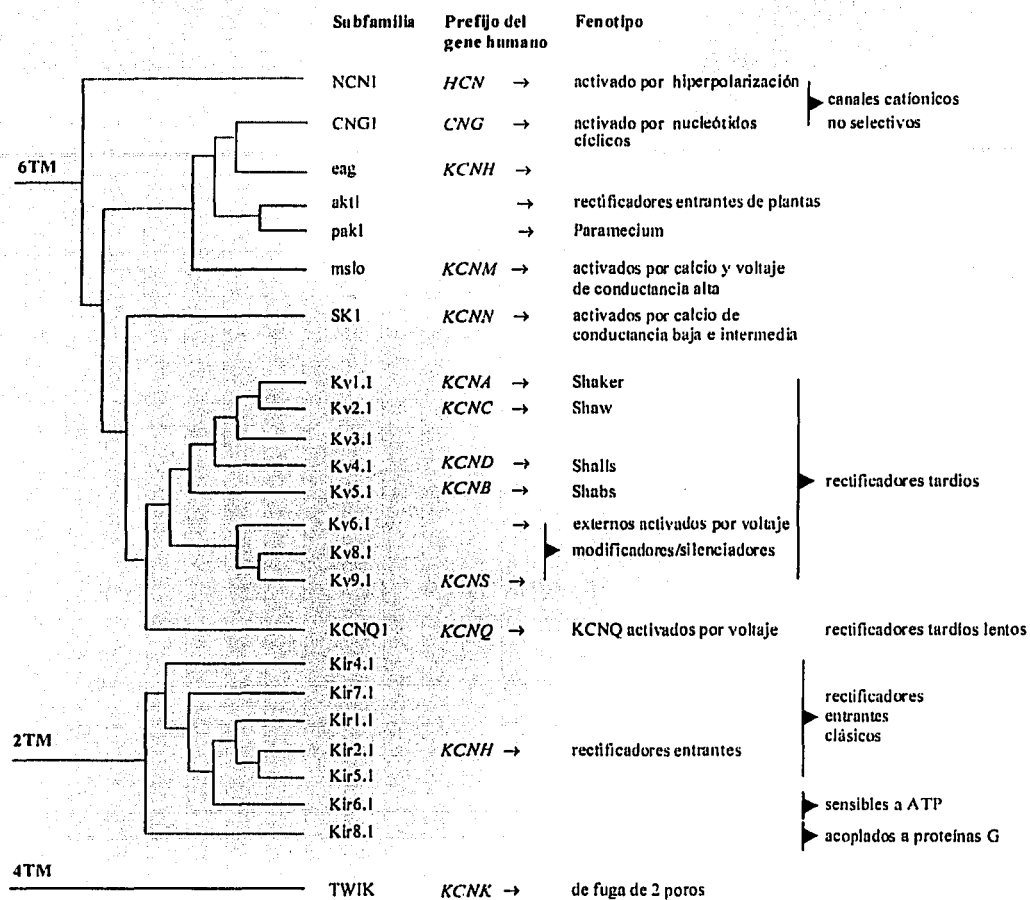 Subfamilia Prefijo del gene humano Fenotipo
NCN1 HCN → activado por hiperpolarización
canales catíonicos no selectivos
CNG1 CNG → activado por nucleótidos cíclicos
6TM
eag KCNH →
akt1 → rectificadores entrantes de plantas
pak1 → Paramecium
mslo KCNM → activados por calcio y voltaje de conductancia alta
SK1 KCNN → activados por calcio de conductancia baja e intermedia
Kv1.1 KCNA → Shaker
Kv2.1 KCNC → Shaw
Kv3.1
Kv4.1 KCND → Shalls
rectificadores tardios
Kv5.1 KCNB → Shabs
Kv6.1 → externos activados por voltaje
Kv8.1 modificadores/silenciadores
Kv9.1 KCNS →
KCNQ1 KCNQ → KCNQ activados por voltaje rectificadores tardios lentos
Kir4.1
Kir7.1
rectificadores entrantes clásicos
Kir1.1
2TM
Kir2.1 KCNH → rectificadores entrantes
Kir5.1
Kir6.1 sensibles a ATP
Kir8.1 acoplados a proteínas G
4TM
TWIK KCNK → de fuga de 2 poros